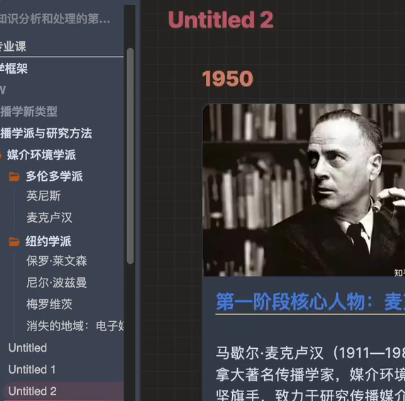 知识分析和处理的第...
专业课
学框架
播学新类型
播学派与研究方法
媒介环境学派
多伦多学派
英尼斯
麦克卢汉
纽约学派
保罗·莱文森
尼尔·波兹曼
梅罗维茨
消失的地域：电子
Untitled
Untitled 1
Untitled 2
Untitled 2
1950
知
第一阶段核心人物：麦
马歇尔·麦克卢汉（1911—198
拿大著名传播学家，媒介环境
坚旗手，致力于研究传播媒介